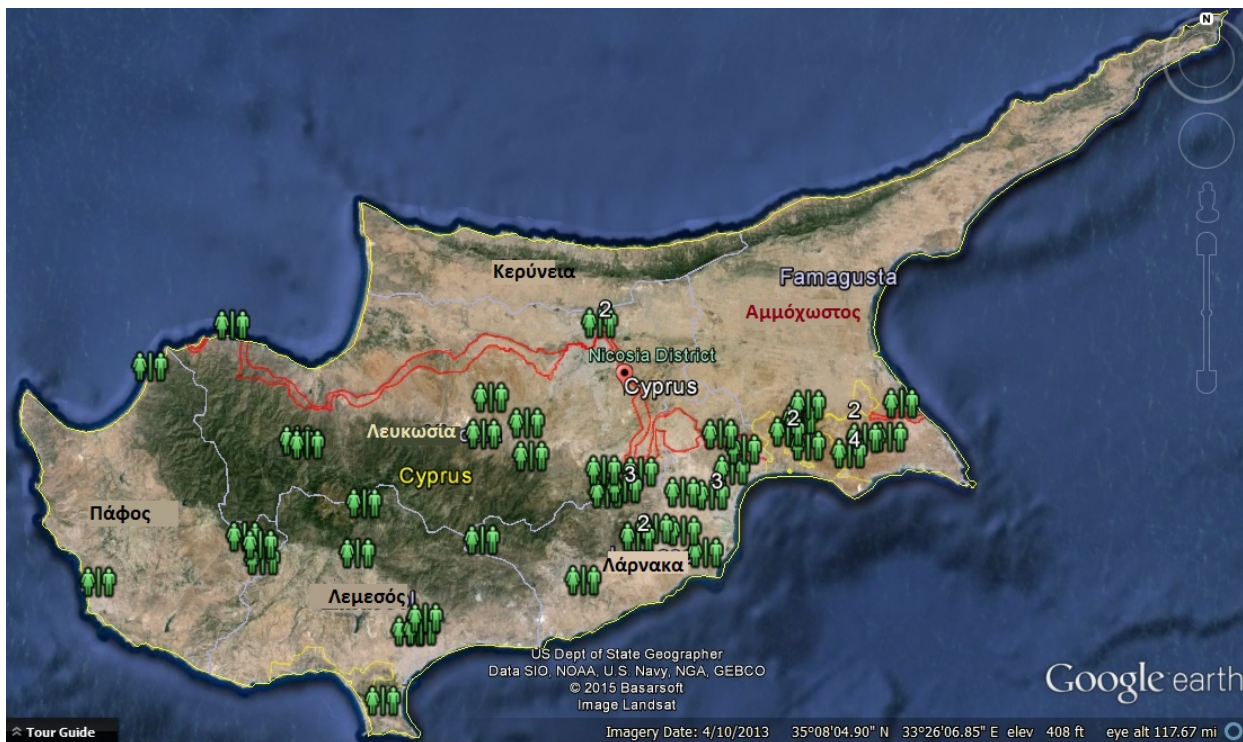 N
Κερύνεια
Famagusta
Αμμόχωστος
2
Nicosia District
Cyprus
2
2
Λευκωσία
4
Cyprus
3
3
Πάφος
2
Λάρνακα
Λεμεσός
US Dept of State Geographer
Data SIO, NOAA, U.S. Navy, NGA, GEBCO
© 2015 Basarsoft
Image Landsat
Google earth
Tour Guide
Imagery Date: 4/10/2013 35°08'04.90" N 33°26'06.85" E elev 408 ft eye alt 117.67 mi